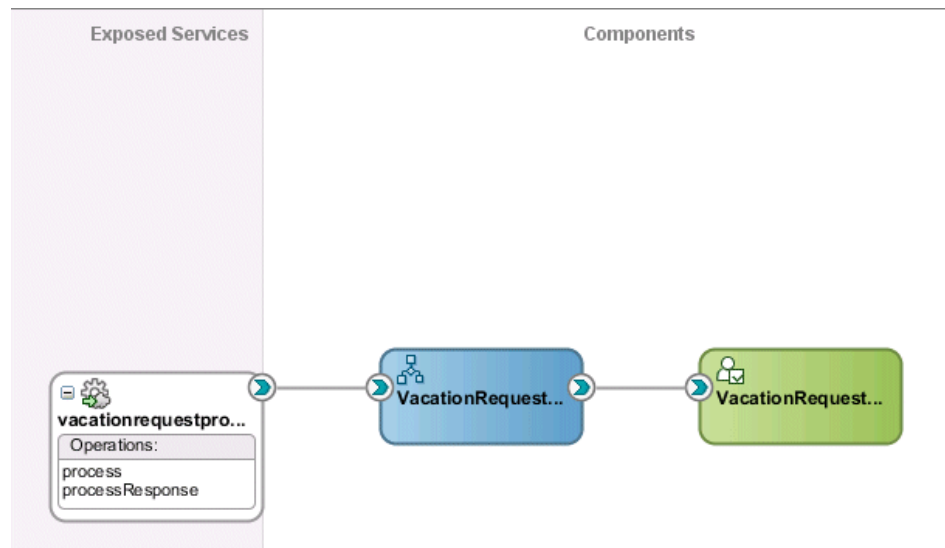 Exposed Services
Components
vacationrequestpro...
Operations:
process
processResponse
VacationRequest...
VacationRequest...